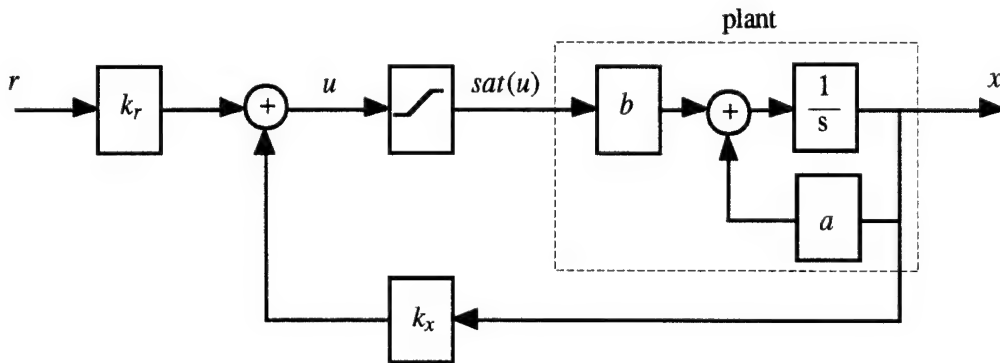 plant
r
k_r
+
u
sat(u)
b
+
1
s
x
a
k_x